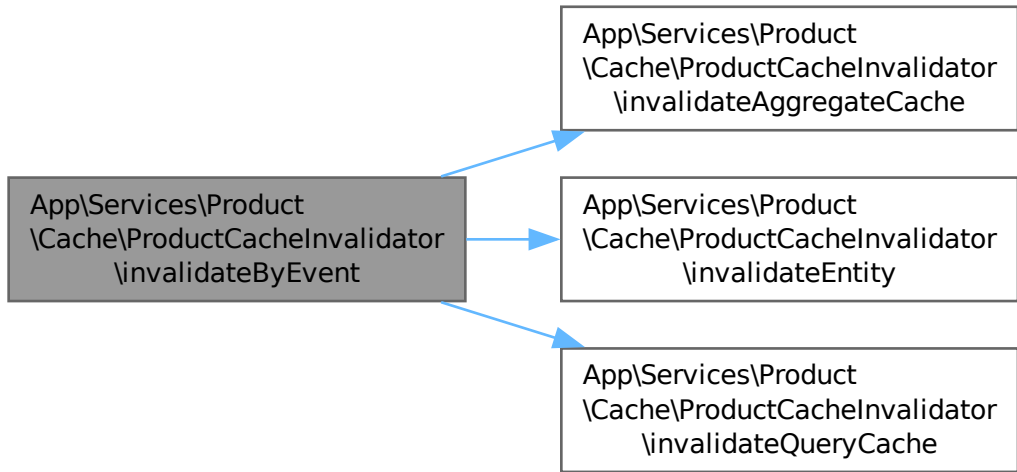 App\Services\Product
\Cache\ProductCacheInvalidator
\invalidateByEvent
App\Services\Product
\Cache\ProductCacheInvalidator
\invalidateAggregateCache
App\Services\Product
\Cache\ProductCacheInvalidator
\invalidateEntity
App\Services\Product
\Cache\ProductCacheInvalidator
\invalidateQueryCache